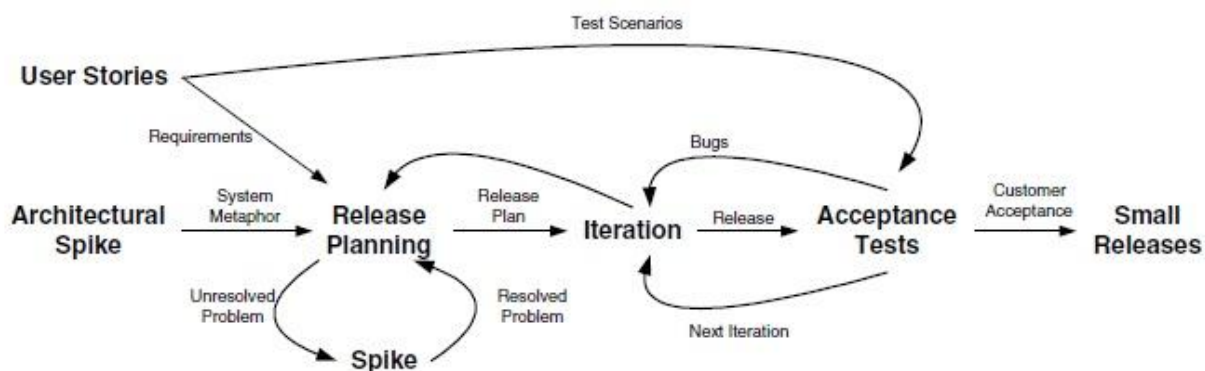 Test Scenarios
User Stories
Requirements
Bugs
Architectural
Spike
System
Metaphor
Release
Planning
Release
Plan
Iteration
Release
Acceptance
Tests
Customer
Acceptance
Small
Releases
Unresolved
Problem
Resolved
Problem
Next Iteration
Spike